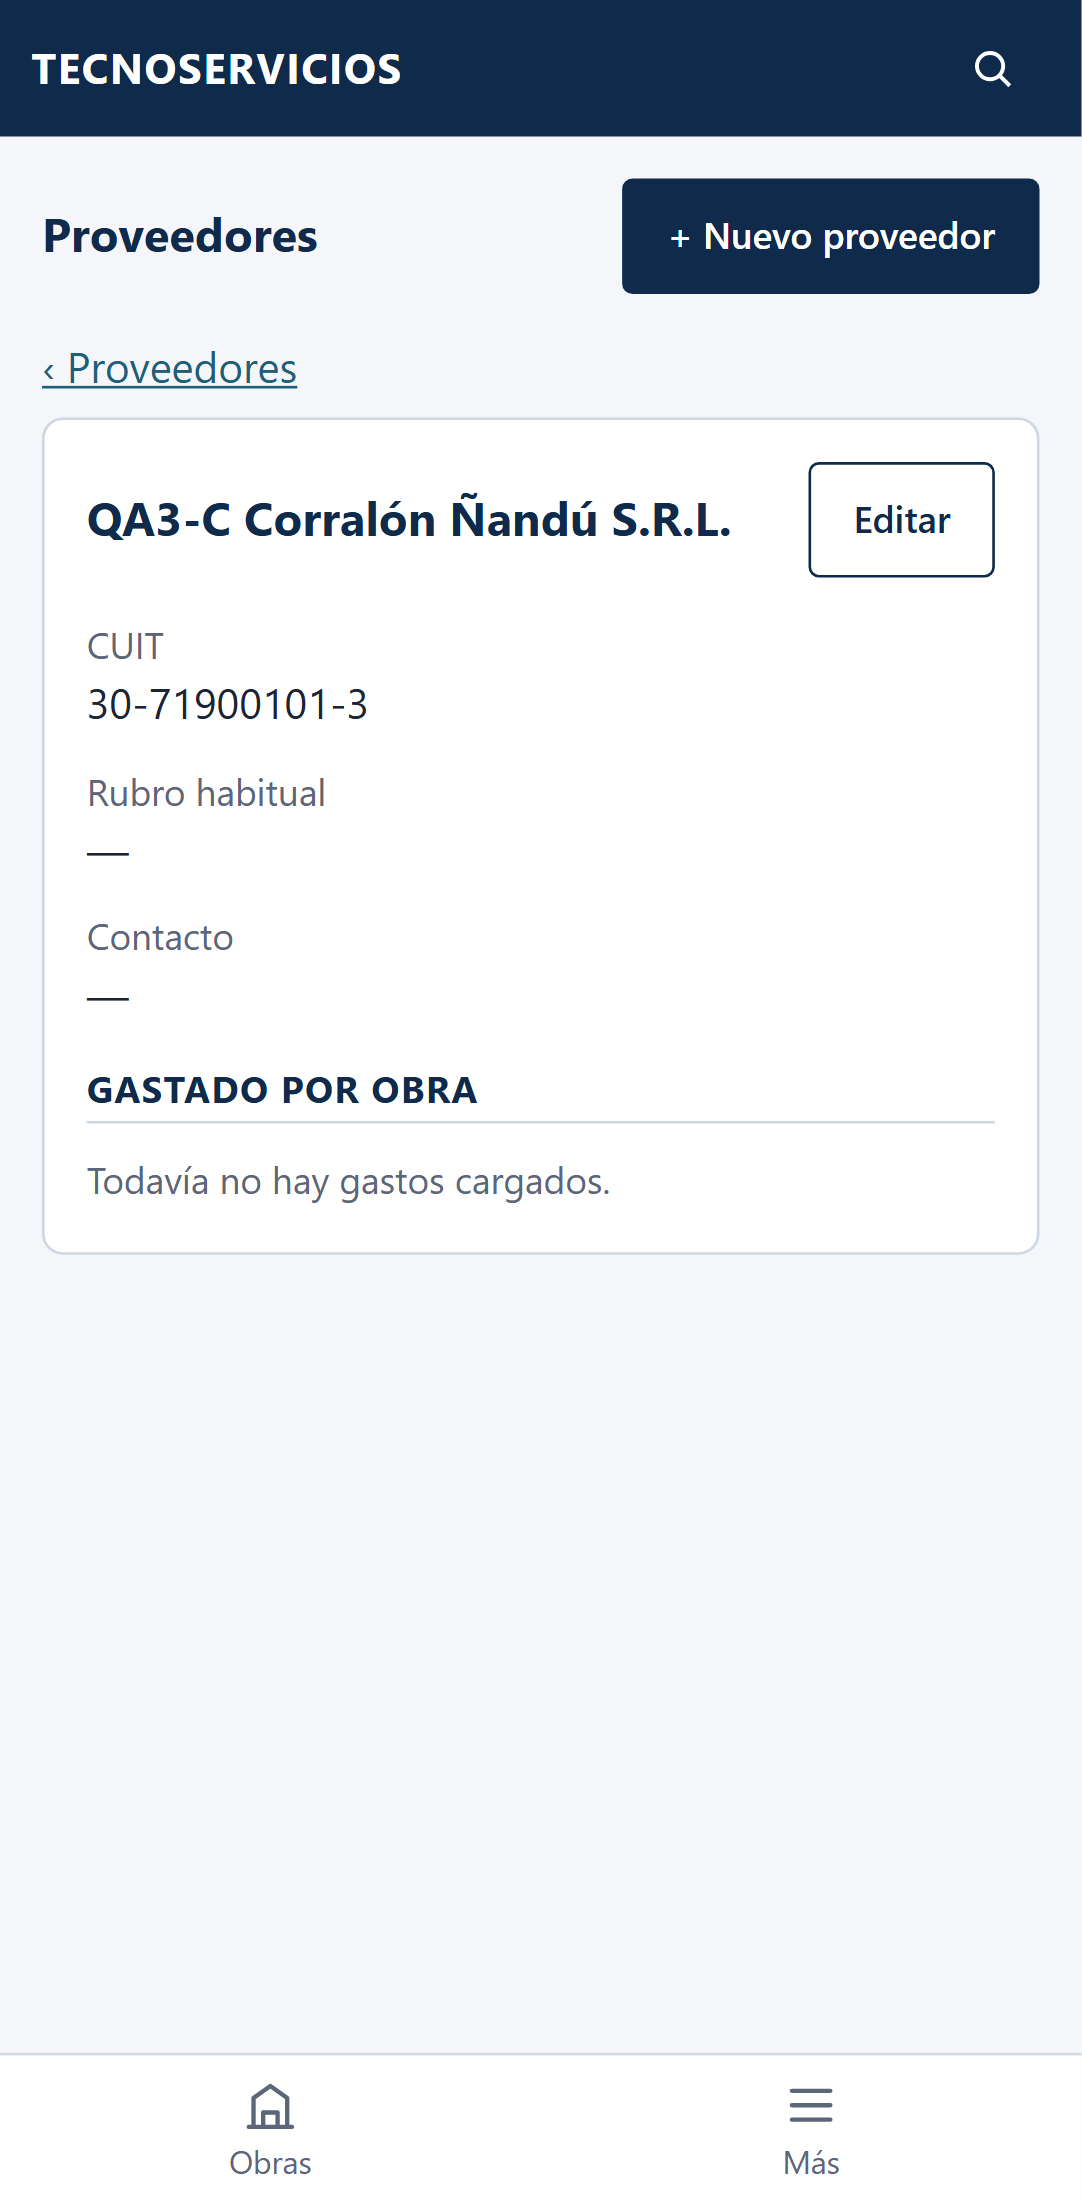 TECNOSERVICIOS
Proveedores
+ Nuevo proveedor
‹ Proveedores
QA3-C Corralón Ñandú S.R.L.
Editar
CUIT
30-71900101-3
Rubro habitual
—
Contacto
—
GASTADO POR OBRA
Todavía no hay gastos cargados.
Obras
Más